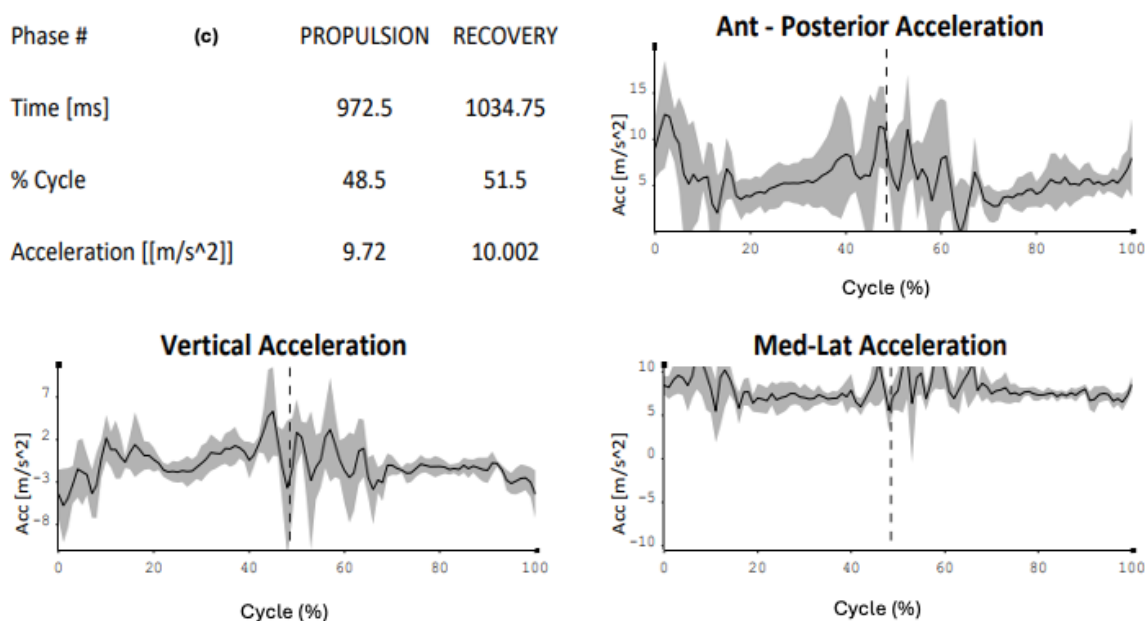 Phase # (c) PROPULSION RECOVERY
Time [ms] 972.5 1034.75
% Cycle 48.5 51.5
Acceleration [[m/s^2]] 9.72 10.002
Ant - Posterior Acceleration
Acc [m/s^2]
15
10
5
0 20 40 60 80 100
Cycle (%)
Vertical Acceleration
Acc [m/s^2]
7
2
-3
-8
0 20 40 60 80 100
Cycle (%)
Med-Lat Acceleration
Acc [m/s^2]
10
5
0
-5
-10
0 20 40 60 80 100
Cycle (%)